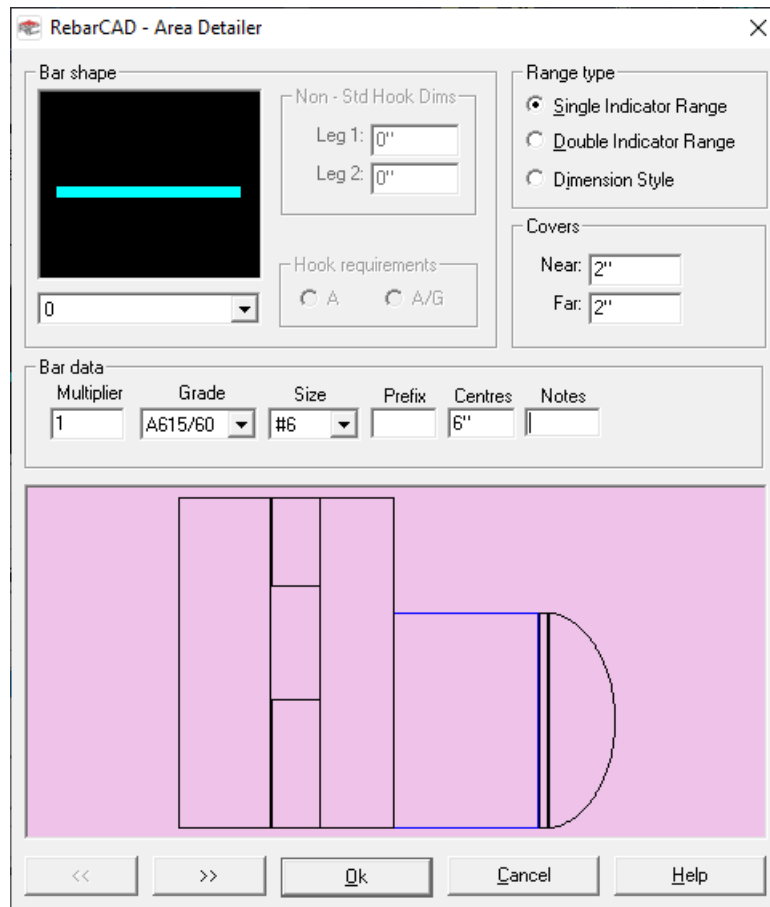 RebarCAD - Area Detailer
Bar shape
Non - Std Hook Dims
Leg 1: 0"
Leg 2: 0"
Hook requirements
A A/G
0
Range type
Single Indicator Range
Double Indicator Range
Dimension Style
Covers
Near: 2"
Far: 2"
Bar data
Multiplier Grade Size Prefix Centres Notes
1 A615/60 #6 6"
<< >> Ok Cancel Help